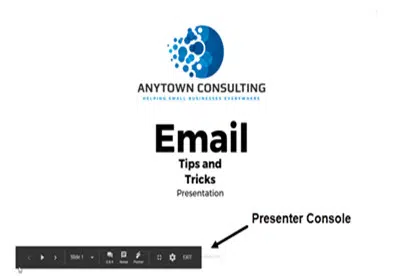 ANYTOWN CONSULTING
HELPING SMALL BUSINESSES EVERYWHERE
Email
Tips and
Tricks
Presentation
Presenter Console
Slide 1
Q&A
Notes
Pointer
EXIT